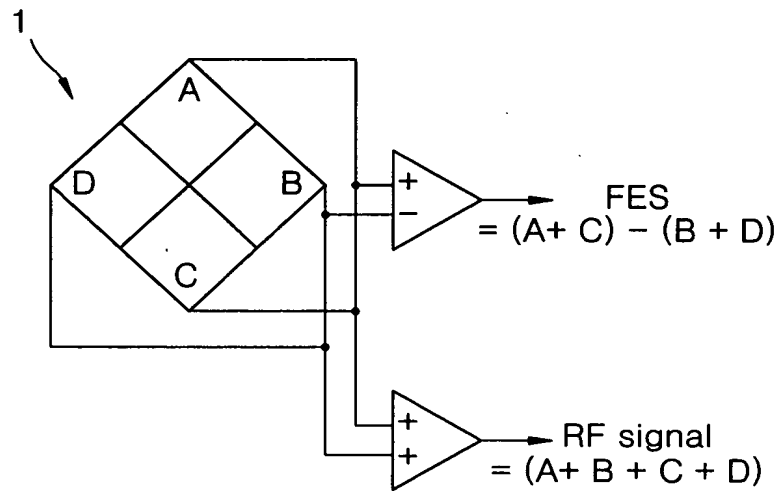 1
A
D
B
C
+
−
FES
= (A+ C) − (B + D)
+
+
RF signal
= (A+ B + C + D)